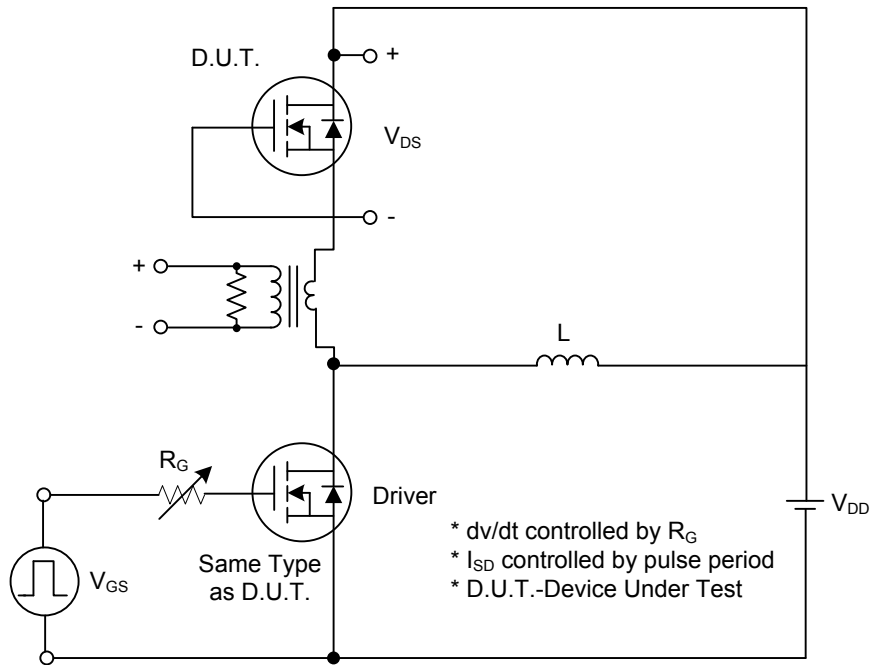 D.U.T.
+
V_DS
-
+
-
L
R_G
Driver
V_DD
* dv/dt controlled by R_G
* I_SD controlled by pulse period
* D.U.T.-Device Under Test
Same Type
as D.U.T.
V_GS